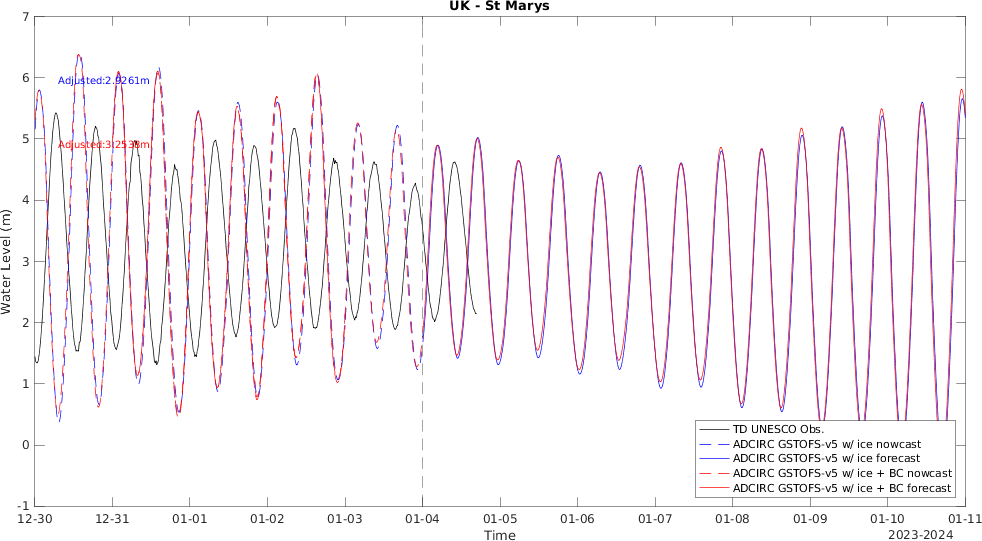 UK - St Marys
7
6
5
4
3
2
1
0
-1
Water Level (m)
Adjusted:2.9261m
Adjusted:3.2538m
TD UNESCO Obs.
ADCIRC GSTOFS-v5 w/ ice nowcast
ADCIRC GSTOFS-v5 w/ ice forecast
ADCIRC GSTOFS-v5 w/ ice + BC nowcast
ADCIRC GSTOFS-v5 w/ ice + BC forecast
12-30 12-31 01-01 01-02 01-03 01-04 01-05 01-06 01-07 01-08 01-09 01-10 01-11
Time
2023-2024